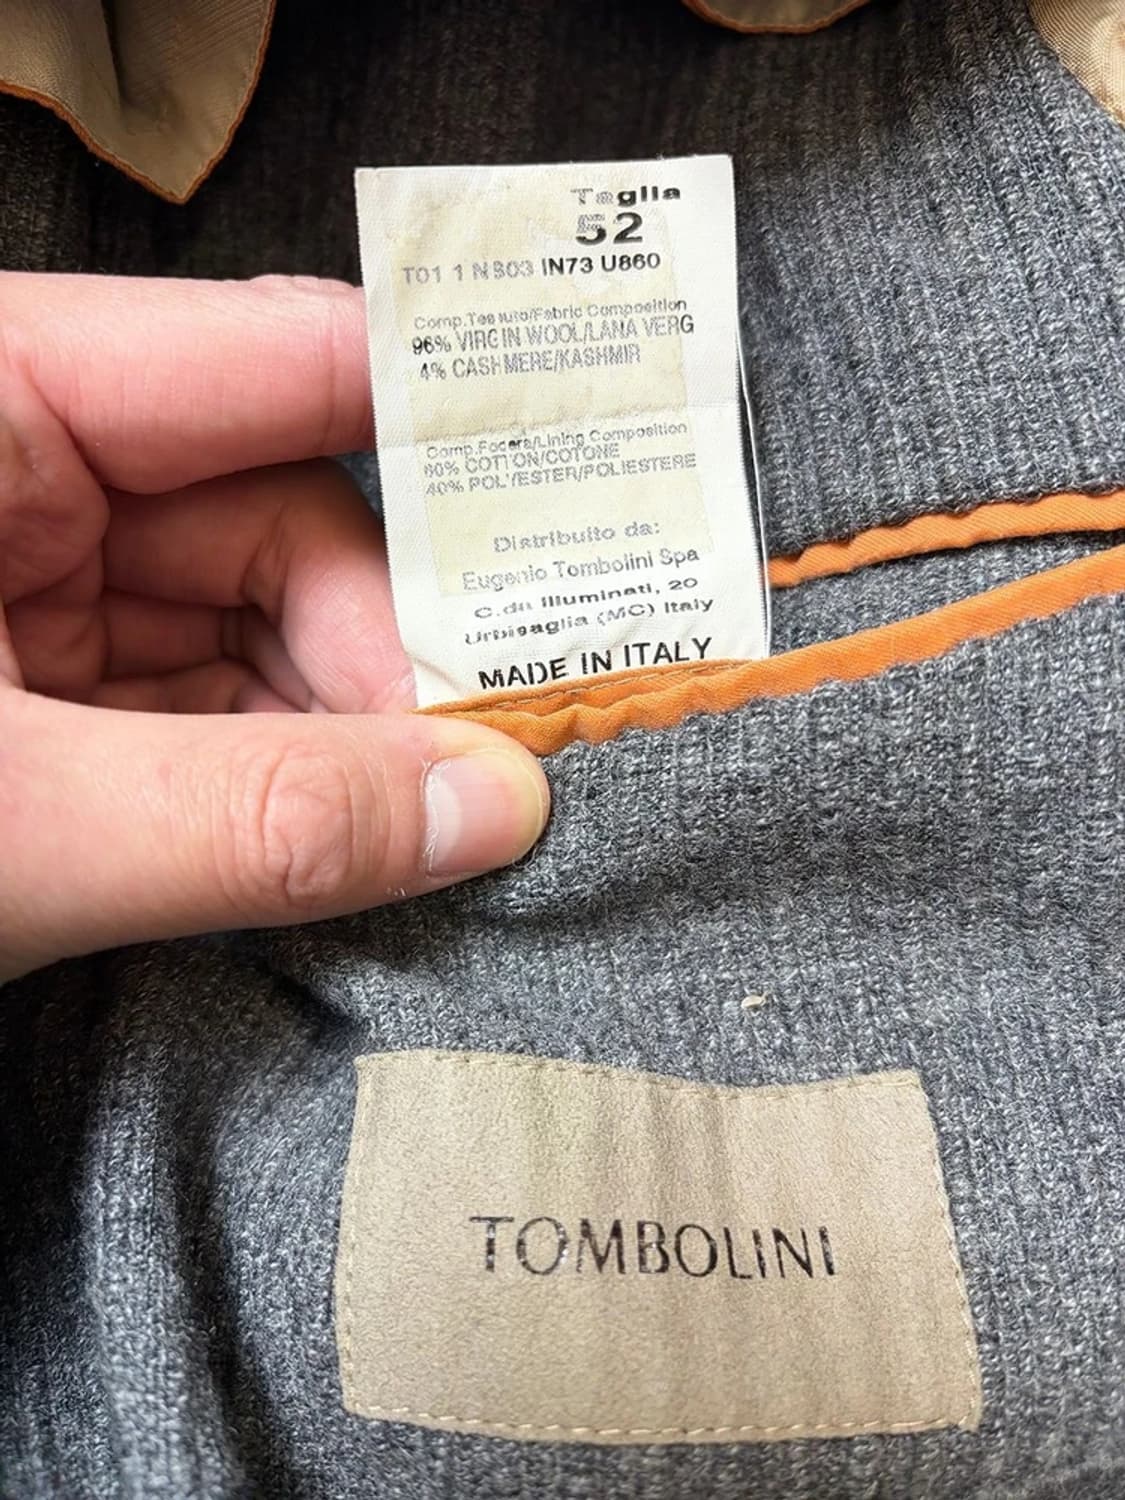 Taglia
52
T01 1 NS03 IN73 U860
Comp.Tessuto/Fabric Composition
96% VIRGIN WOOL/LANA VERG
4% CASHMERE/KASHMIR
Comp.Fodera/Lining Composition
60% COTTON/COTONE
40% POLYESTER/POLIESTERE
Distribuito da:
Eugenio Tombolini Spa
C.da Illuminati, 20
Urbisaglia (MC) Italy
MADE IN ITALY
TOMBOLINI